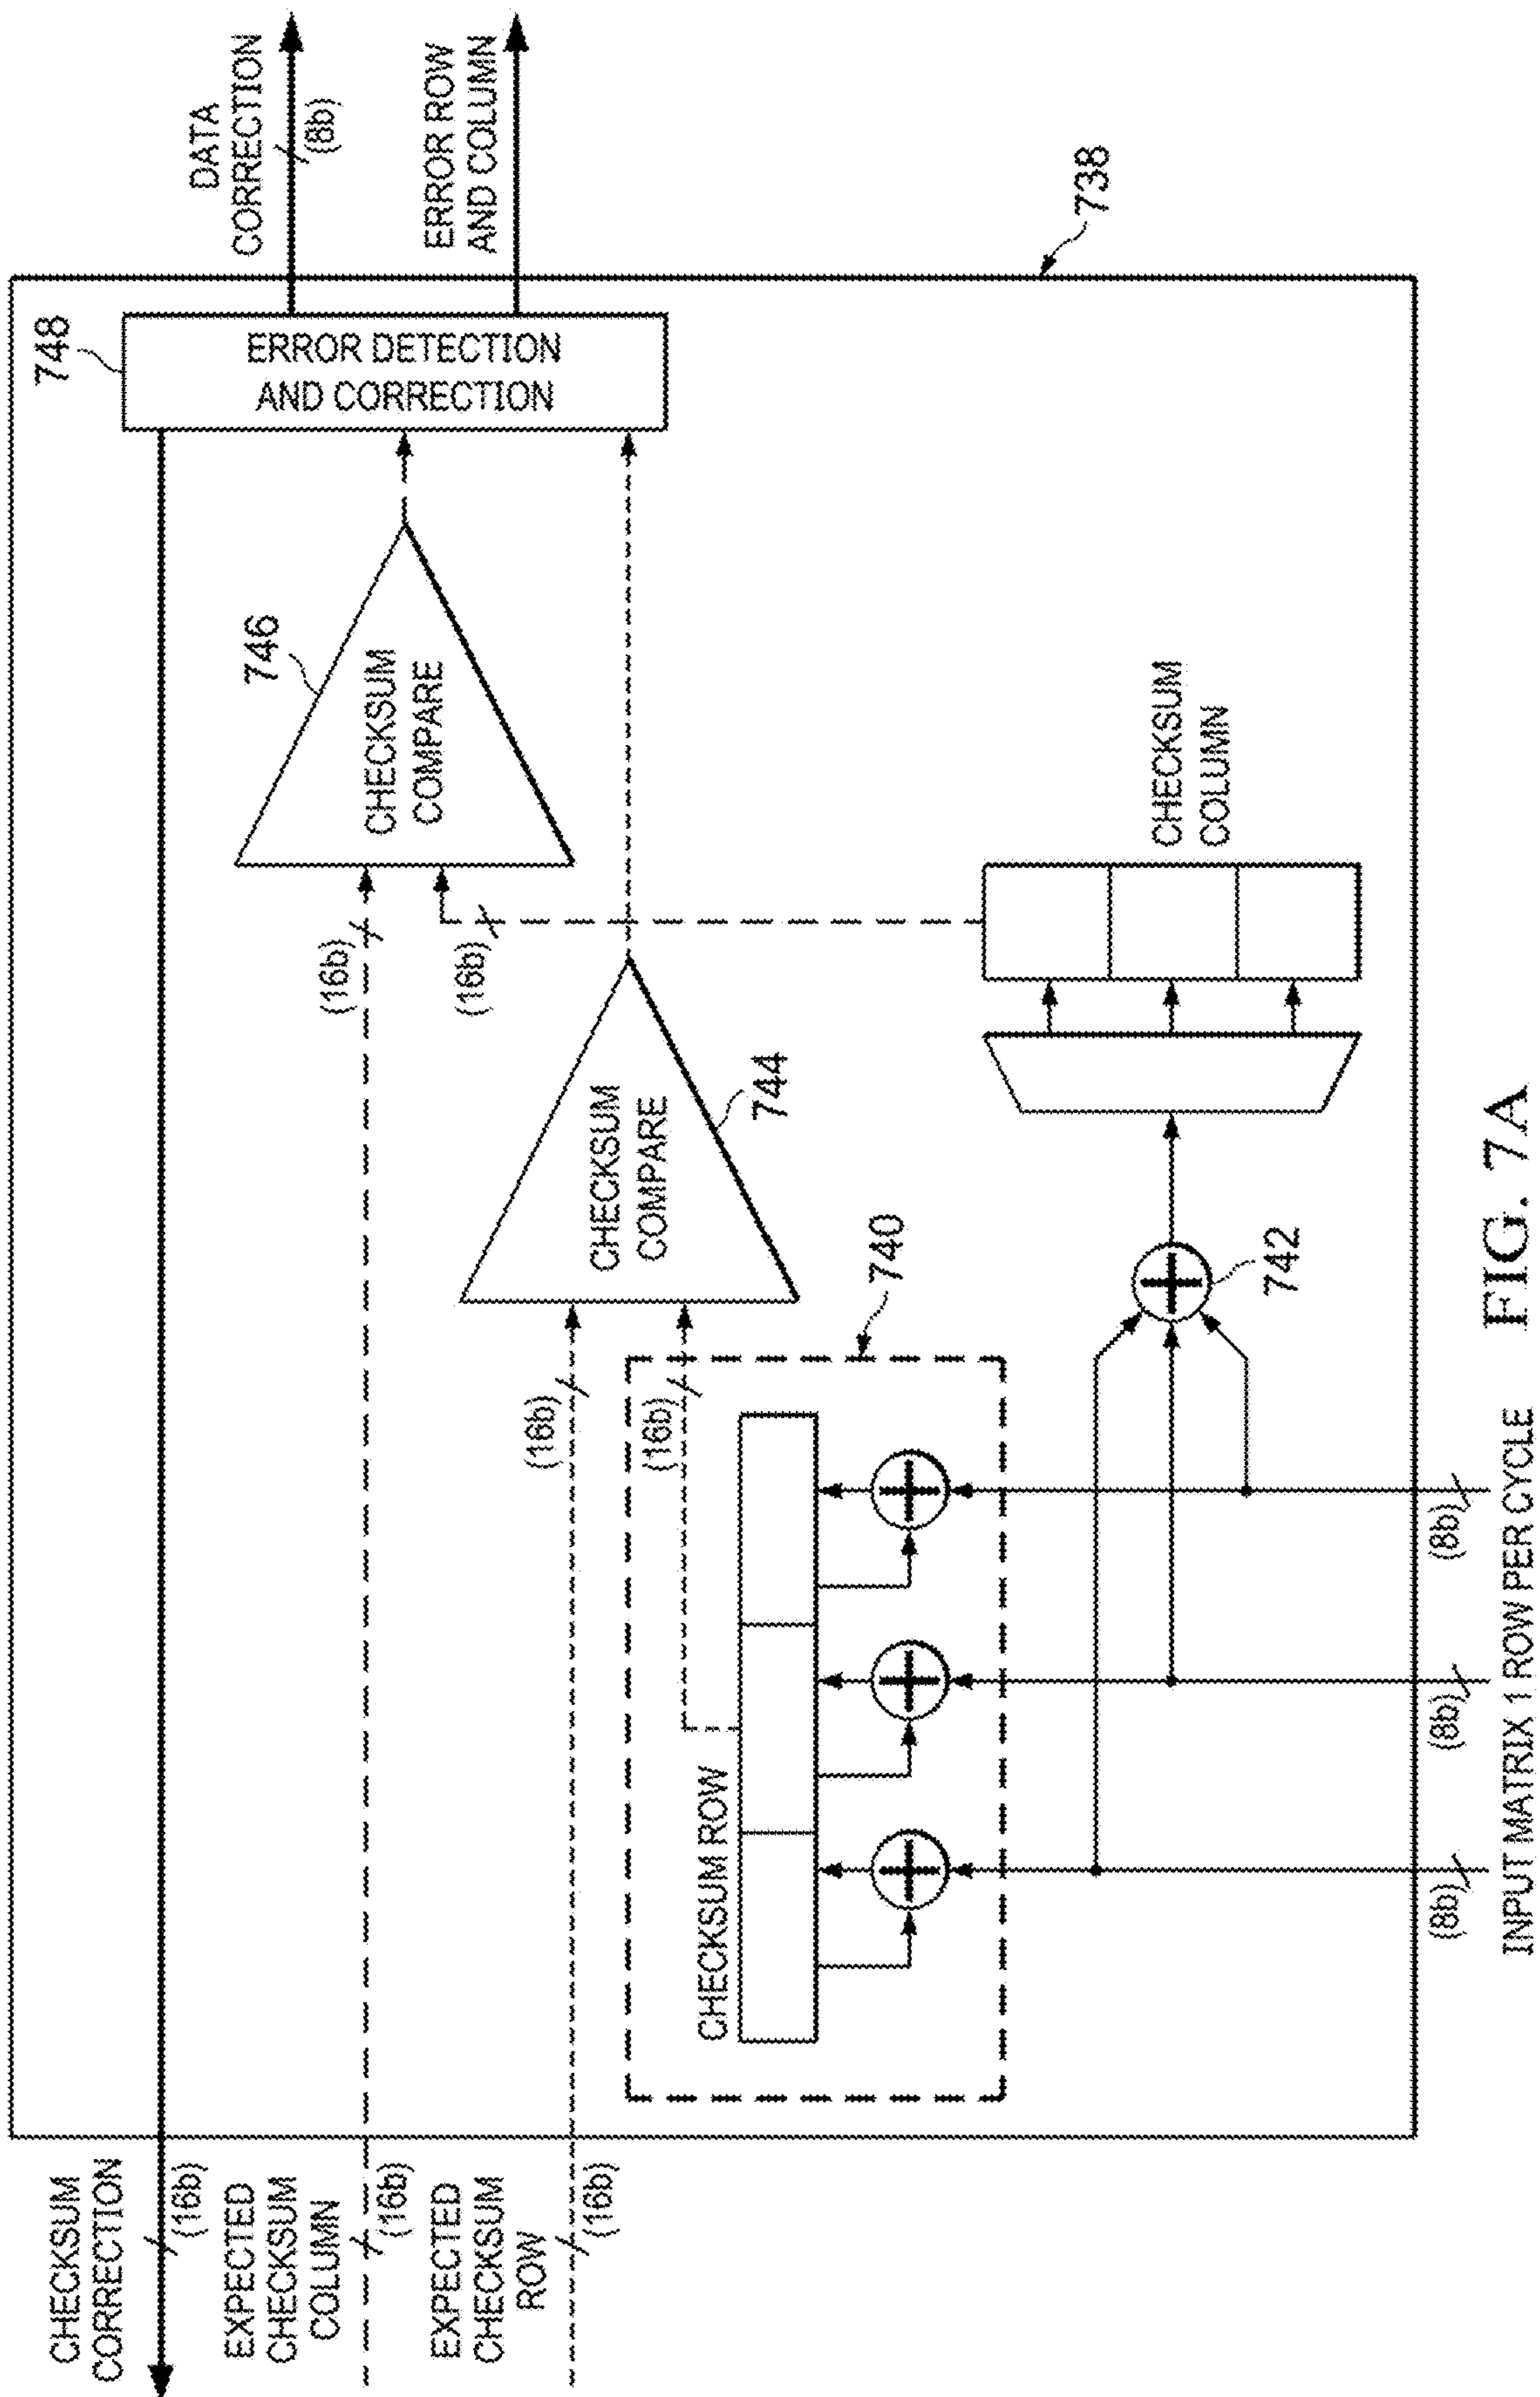 CHECKSUM
CORRECTION
(16b)
EXPECTED
CHECKSUM
COLUMN
(16b)
EXPECTED
CHECKSUM
ROW
(16b)
748
ERROR DETECTION
AND CORRECTION
DATA
CORRECTION
(8b)
ERROR ROW
AND COLUMN
746
CHECKSUM
COMPARE
(16b)
(16b)
CHECKSUM
COMPARE
744
(16b)
(16b)
740
CHECKSUM ROW
CHECKSUM
COLUMN
742
738
(8b)
(8b)
(8b)
INPUT MATRIX 1 ROW PER CYCLE
FIG. 7A